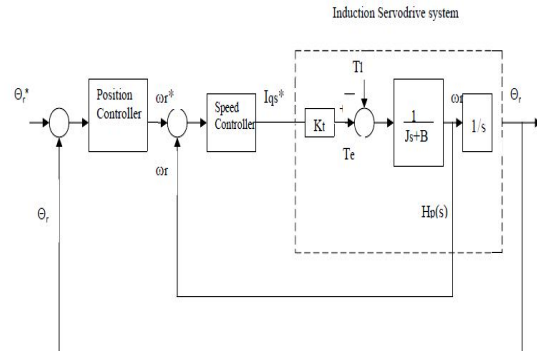 Induction Servodrive system
Θr*
Position
Controller
ωr*
Speed
Controller
Iqs*
Kt
+
−
Tl
Te
1
Js+B
ωr
1/s
Θr
ωr
Θr
Hp(s)